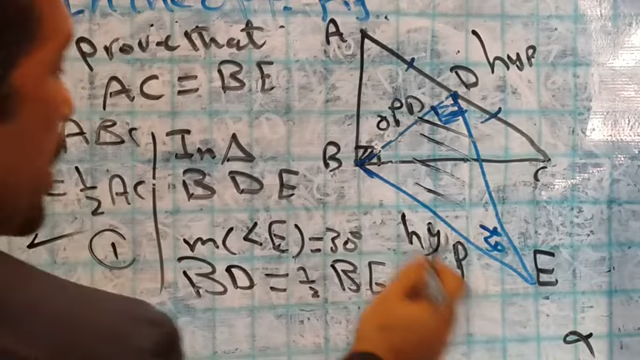 prove that
AC = BE
ABC
= 1/2 AC
✓ ①
In Δ
BDE
m(∠E)=30
BD = 1/2 BE
A
D
hyp
opp
B
C
hyp
30
E